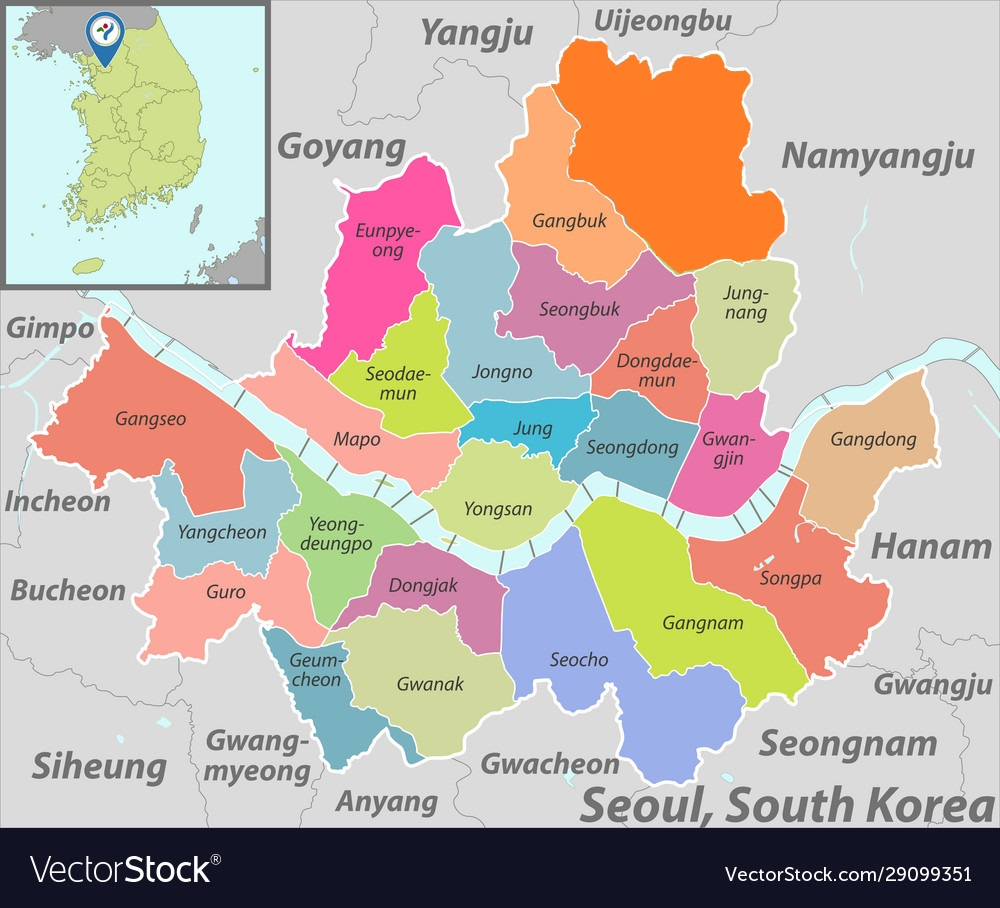 Yangju
Uijeongbu
Goyang
Namyangju
Gangbuk
Eunpye-
ong
Seongbuk
Jung-
nang
Gimpo
Dongdae-
mun
Seodae-
mun
Jongno
Gangseo
Mapo
Jung
Seongdong
Gwan-
gjin
Gangdong
Incheon
Yongsan
Yangcheon
Yeong-
deungpo
Hanam
Bucheon
Guro
Dongjak
Songpa
Gangnam
Geum-
cheon
Gwanak
Seocho
Gwangju
Siheung
Gwang-
myeong
Anyang
Gwacheon
Seongnam
Seoul, South Korea
VectorStock®
VectorStock.com/29099351